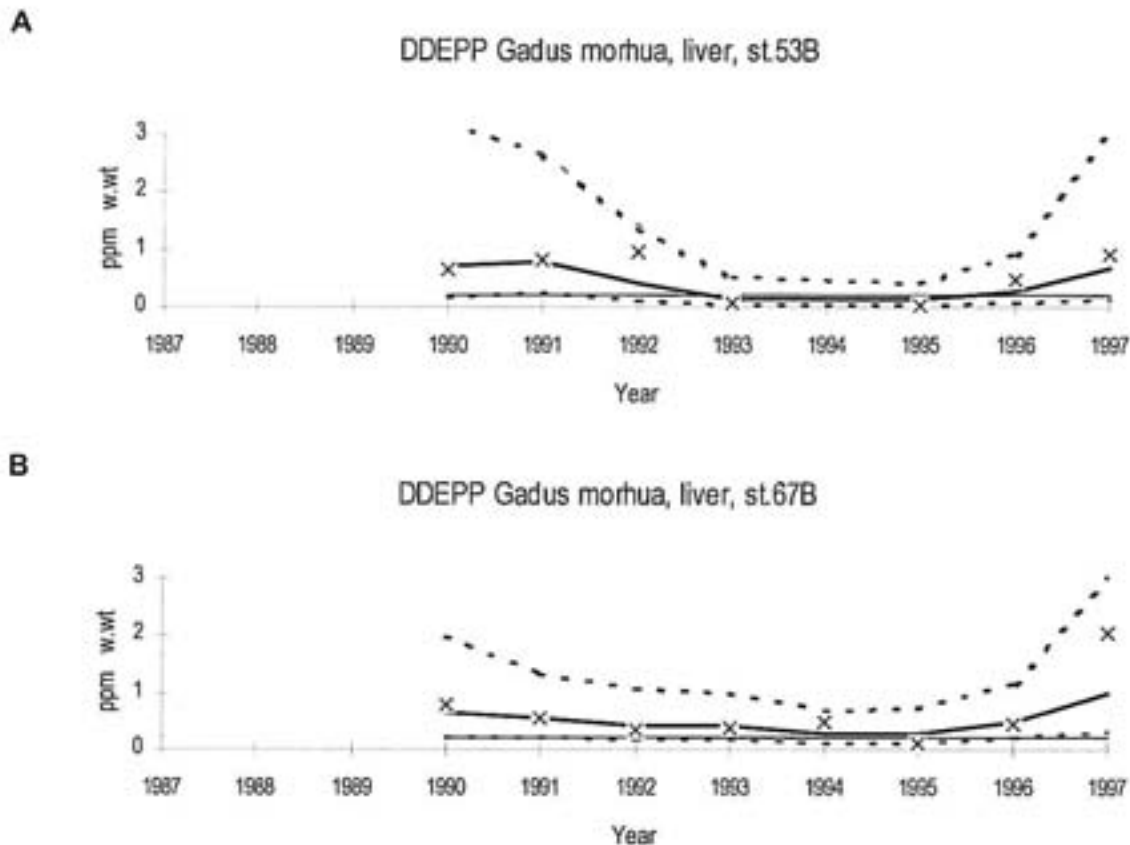 A
DDEPP Gadus morhua, liver, st.53B
ppm w.wt
3
2
1
0
1987 1988 1989 1990 1991 1992 1993 1994 1995 1996 1997
Year
B
DDEPP Gadus morhua, liver, st.67B
ppm w.wt
3
2
1
0
1987 1988 1989 1990 1991 1992 1993 1994 1995 1996 1997
Year